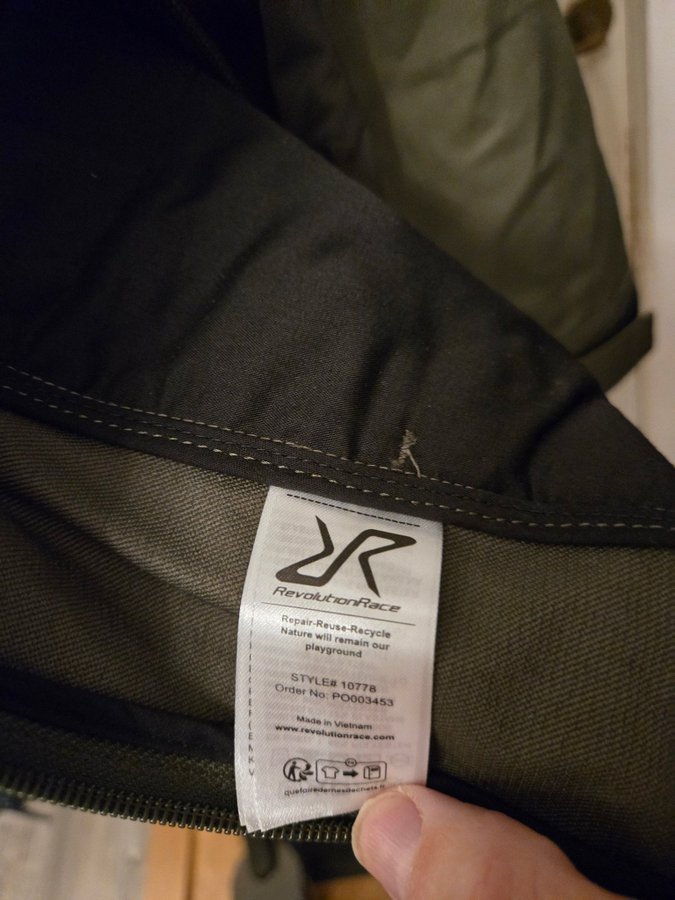 RevolutionRace
Repair-Reuse-Recycle
Nature will remain our
playground
STYLE# 10778
Order No: PO003453
Made in Vietnam
www.revolutionrace.com
quefairedemesdechets.fr